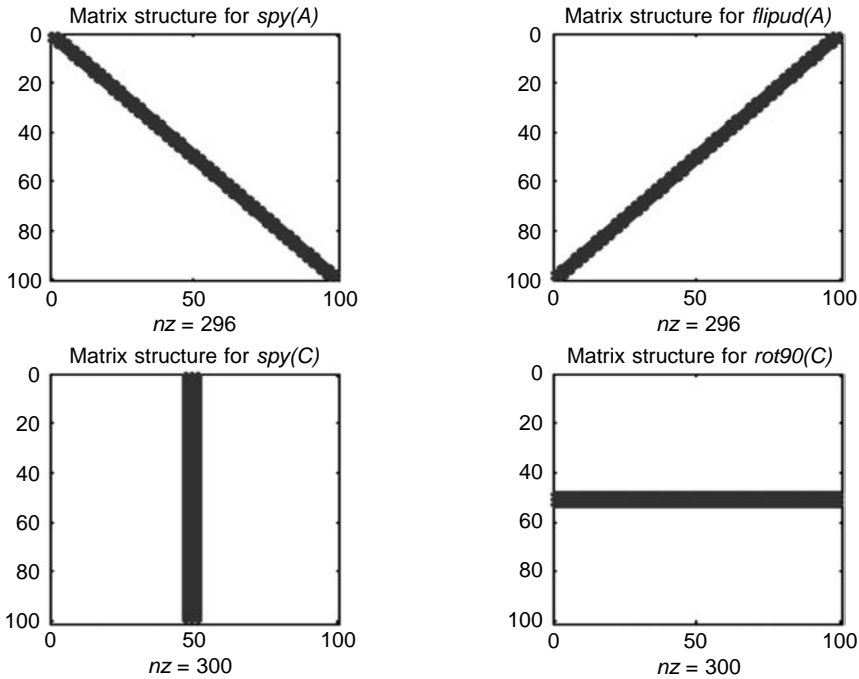 Matrix structure for spy(A)
0
20
40
60
80
100
0 50 100
nz = 296
Matrix structure for flipud(A)
0
20
40
60
80
100
0 50 100
nz = 296
Matrix structure for spy(C)
0
20
40
60
80
100
0 50 100
nz = 300
Matrix structure for rot90(C)
0
20
40
60
80
100
0 50 100
nz = 300